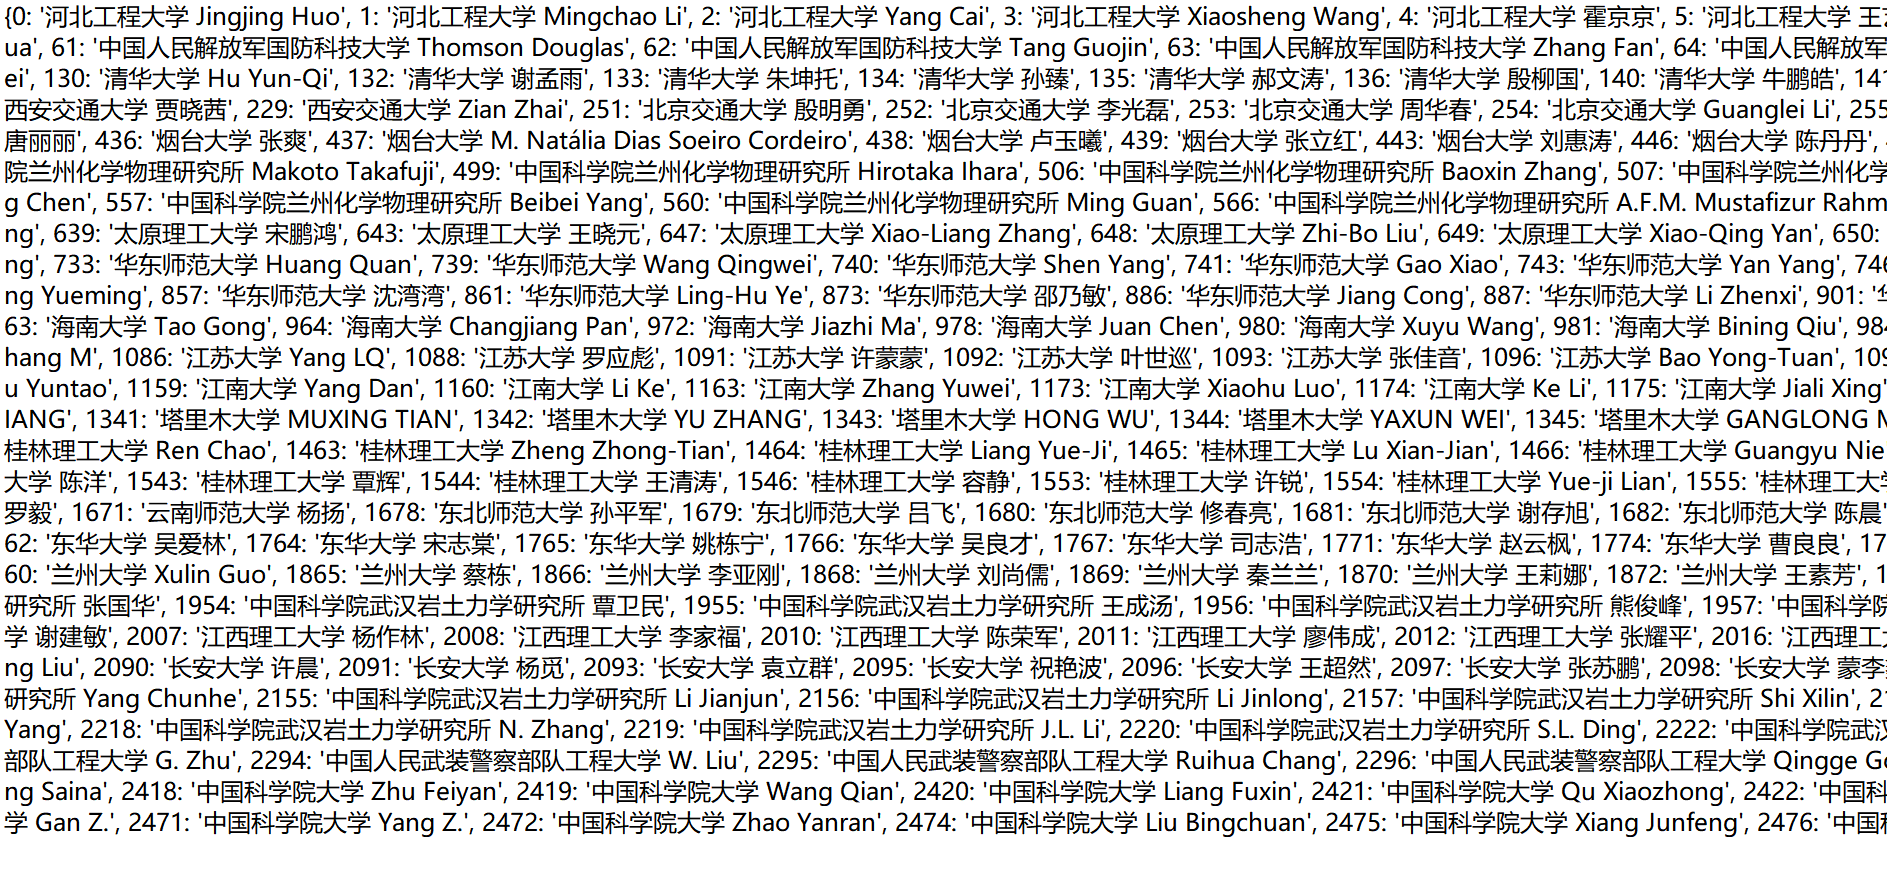 {0: '河北工程大学 Jingjing Huo', 1: '河北工程大学 Mingchao Li', 2: '河北工程大学 Yang Cai', 3: '河北工程大学 Xiaosheng Wang', 4: '河北工程大学 霍京京', 5: '河北工程大学 王
ua', 61: '中国人民解放军国防科技大学 Thomson Douglas', 62: '中国人民解放军国防科技大学 Tang Guojin', 63: '中国人民解放军国防科技大学 Zhang Fan', 64: '中国人民解放军
ei', 130: '清华大学 Hu Yun-Qi', 132: '清华大学 谢孟雨', 133: '清华大学 朱坤托', 134: '清华大学 孙臻', 135: '清华大学 郝文涛', 136: '清华大学 殷柳国', 140: '清华大学 牛鹏皓', 141
西安交通大学 贾晓茜', 229: '西安交通大学 Zian Zhai', 251: '北京交通大学 殷明勇', 252: '北京交通大学 李光磊', 253: '北京交通大学 周华春', 254: '北京交通大学 Guanglei Li', 255
唐丽丽', 436: '烟台大学 张爽', 437: '烟台大学 M. Natália Dias Soeiro Cordeiro', 438: '烟台大学 卢玉曦', 439: '烟台大学 张立红', 443: '烟台大学 刘惠涛', 446: '烟台大学 陈丹丹',
院兰州化学物理研究所 Makoto Takafuji', 499: '中国科学院兰州化学物理研究所 Hirotaka Ihara', 506: '中国科学院兰州化学物理研究所 Baoxin Zhang', 507: '中国科学院兰州化学
g Chen', 557: '中国科学院兰州化学物理研究所 Beibei Yang', 560: '中国科学院兰州化学物理研究所 Ming Guan', 566: '中国科学院兰州化学物理研究所 A.F.M. Mustafizur Rahm
ng', 639: '太原理工大学 宋鹏鸿', 643: '太原理工大学 王晓元', 647: '太原理工大学 Xiao-Liang Zhang', 648: '太原理工大学 Zhi-Bo Liu', 649: '太原理工大学 Xiao-Qing Yan', 650:
ng', 733: '华东师范大学 Huang Quan', 739: '华东师范大学 Wang Qingwei', 740: '华东师范大学 Shen Yang', 741: '华东师范大学 Gao Xiao', 743: '华东师范大学 Yan Yang', 746
ng Yueming', 857: '华东师范大学 沈湾湾', 861: '华东师范大学 Ling-Hu Ye', 873: '华东师范大学 邵乃敏', 886: '华东师范大学 Jiang Cong', 887: '华东师范大学 Li Zhenxi', 901: '华
63: '海南大学 Tao Gong', 964: '海南大学 Changjiang Pan', 972: '海南大学 Jiazhi Ma', 978: '海南大学 Juan Chen', 980: '海南大学 Xuyu Wang', 981: '海南大学 Bining Qiu', 984
hang M', 1086: '江苏大学 Yang LQ', 1088: '江苏大学 罗应彪', 1091: '江苏大学 许蒙蒙', 1092: '江苏大学 叶世巡', 1093: '江苏大学 张佳音', 1096: '江苏大学 Bao Yong-Tuan', 109
u Yuntao', 1159: '江南大学 Yang Dan', 1160: '江南大学 Li Ke', 1163: '江南大学 Zhang Yuwei', 1173: '江南大学 Xiaohu Luo', 1174: '江南大学 Ke Li', 1175: '江南大学 Jiali Xing'
IANG', 1341: '塔里木大学 MUXING TIAN', 1342: '塔里木大学 YU ZHANG', 1343: '塔里木大学 HONG WU', 1344: '塔里木大学 YAXUN WEI', 1345: '塔里木大学 GANGLONG M
桂林理工大学 Ren Chao', 1463: '桂林理工大学 Zheng Zhong-Tian', 1464: '桂林理工大学 Liang Yue-Ji', 1465: '桂林理工大学 Lu Xian-Jian', 1466: '桂林理工大学 Guangyu Nie
大学 陈洋', 1543: '桂林理工大学 覃辉', 1544: '桂林理工大学 王清涛', 1546: '桂林理工大学 容静', 1553: '桂林理工大学 许锐', 1554: '桂林理工大学 Yue-ji Lian', 1555: '桂林理工大学
罗毅', 1671: '云南师范大学 杨扬', 1678: '东北师范大学 孙平军', 1679: '东北师范大学 吕飞', 1680: '东北师范大学 修春亮', 1681: '东北师范大学 谢存旭', 1682: '东北师范大学 陈晨'
62: '东华大学 吴爱林', 1764: '东华大学 宋志棠', 1765: '东华大学 姚栋宁', 1766: '东华大学 吴良才', 1767: '东华大学 司志浩', 1771: '东华大学 赵云枫', 1774: '东华大学 曹良良', 17
60: '兰州大学 Xulin Guo', 1865: '兰州大学 蔡栋', 1866: '兰州大学 李亚刚', 1868: '兰州大学 刘尚儒', 1869: '兰州大学 秦兰兰', 1870: '兰州大学 王莉娜', 1872: '兰州大学 王素芳', 1
研究所 张国华', 1954: '中国科学院武汉岩土力学研究所 覃卫民', 1955: '中国科学院武汉岩土力学研究所 王成汤', 1956: '中国科学院武汉岩土力学研究所 熊俊峰', 1957: '中国科学院
学 谢建敏', 2007: '江西理工大学 杨作林', 2008: '江西理工大学 李家福', 2010: '江西理工大学 陈荣军', 2011: '江西理工大学 廖伟成', 2012: '江西理工大学 张耀平', 2016: '江西理工
ng Liu', 2090: '长安大学 许晨', 2091: '长安大学 杨觅', 2093: '长安大学 袁立群', 2095: '长安大学 祝艳波', 2096: '长安大学 王超然', 2097: '长安大学 张苏鹏', 2098: '长安大学 蒙李
研究所 Yang Chunhe', 2155: '中国科学院武汉岩土力学研究所 Li Jianjun', 2156: '中国科学院武汉岩土力学研究所 Li Jinlong', 2157: '中国科学院武汉岩土力学研究所 Shi Xilin', 21
Yang', 2218: '中国科学院武汉岩土力学研究所 N. Zhang', 2219: '中国科学院武汉岩土力学研究所 J.L. Li', 2220: '中国科学院武汉岩土力学研究所 S.L. Ding', 2222: '中国科学院武汉
部队工程大学 G. Zhu', 2294: '中国人民武装警察部队工程大学 W. Liu', 2295: '中国人民武装警察部队工程大学 Ruihua Chang', 2296: '中国人民武装警察部队工程大学 Qingge G
ng Saina', 2418: '中国科学院大学 Zhu Feiyan', 2419: '中国科学院大学 Wang Qian', 2420: '中国科学院大学 Liang Fuxin', 2421: '中国科学院大学 Qu Xiaozhong', 2422: '中国科
学 Gan Z.', 2471: '中国科学院大学 Yang Z.', 2472: '中国科学院大学 Zhao Yanran', 2474: '中国科学院大学 Liu Bingchuan', 2475: '中国科学院大学 Xiang Junfeng', 2476: '中国科